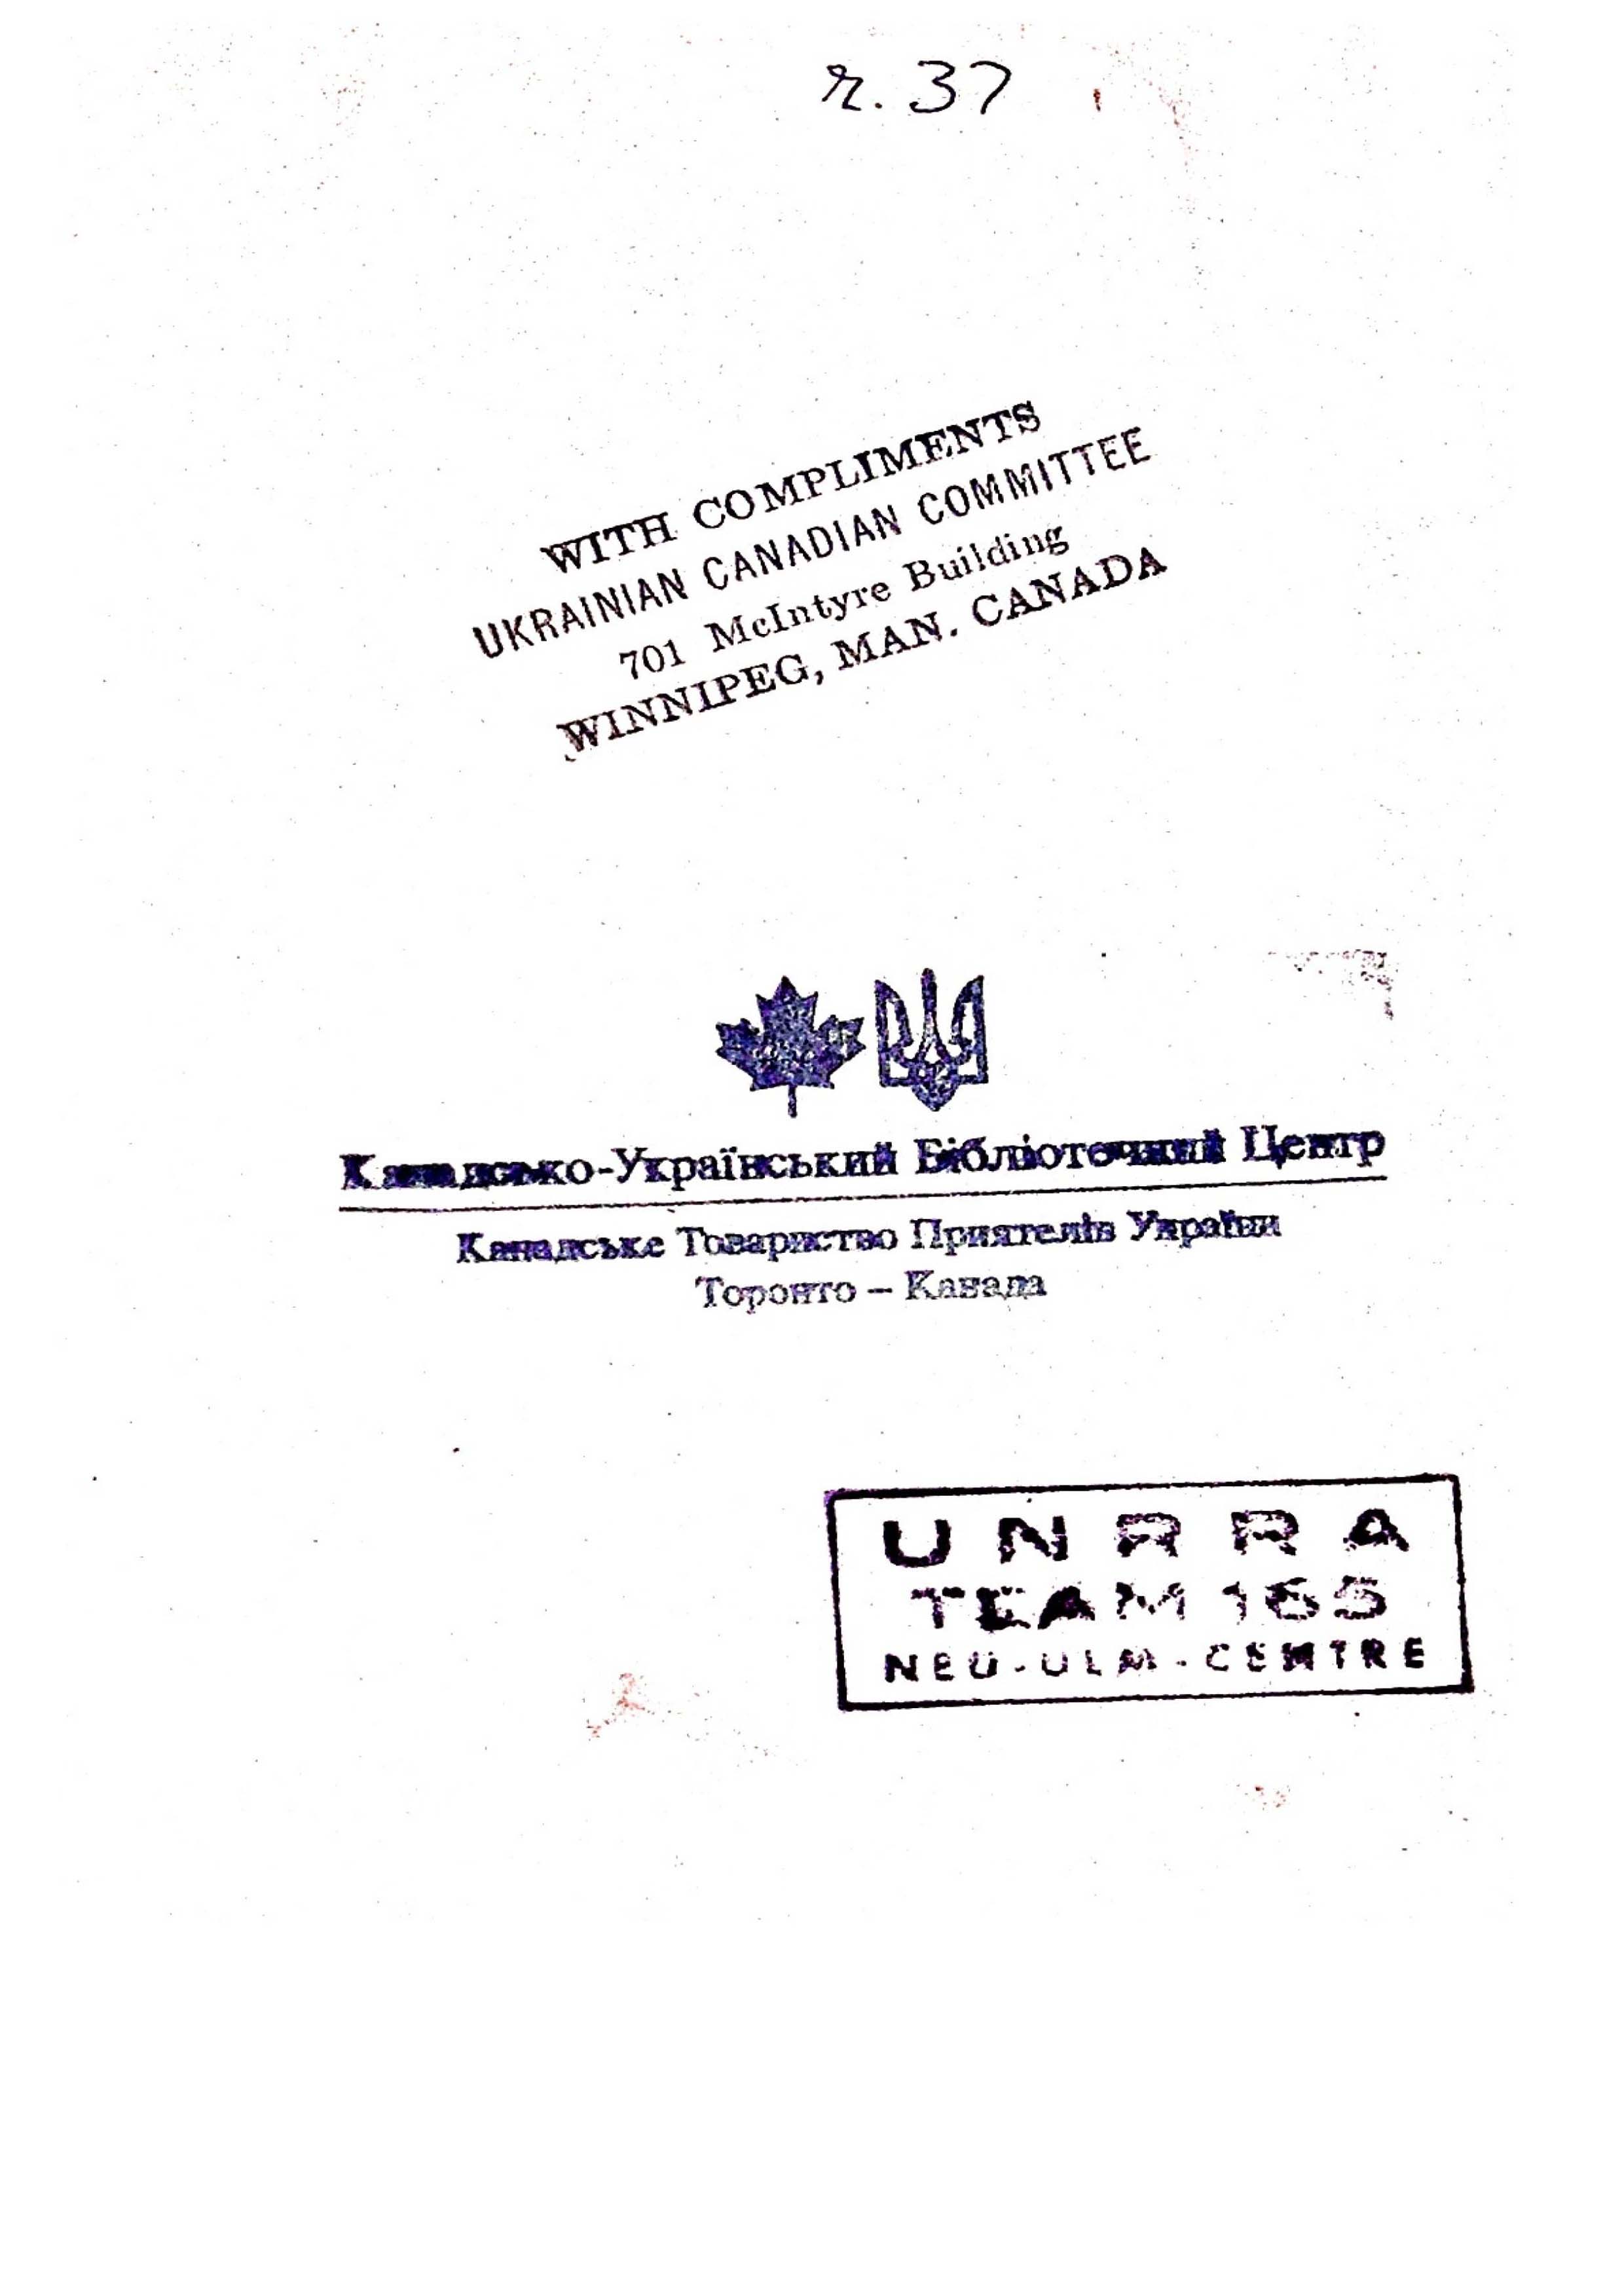 ч. 37
WITH COMPLIMENTS
UKRAINIAN CANADIAN COMMITTEE
701 McIntyre Building
WINNIPEG, MAN. CANADA
Канадсько-Український Бібліотечний Центр
Канадське Товариство Приятелів України
Торонто – Канада
UNRRA
TEAM 165
NEU-ULM-CENTRE